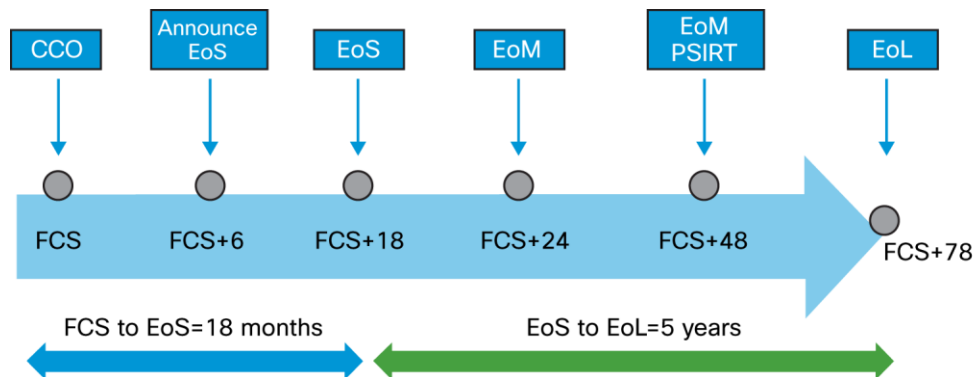 CCO
Announce
EoS
EoS
EoM
EoM
PSIRT
EoL
FCS
FCS+6
FCS+18
FCS+24
FCS+48
FCS+78
FCS to EoS=18 months
EoS to EoL=5 years